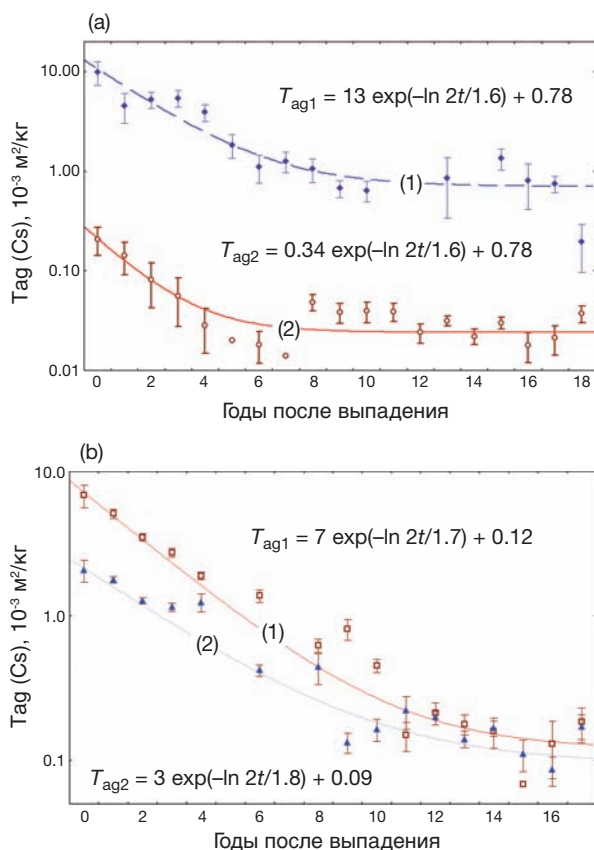 (a)
10.00
1.00
0.10
0.01
Tag (Cs), 10⁻³ м²/кг
T_ag1 = 13 exp(–ln 2t/1.6) + 0.78
(1)
T_ag2 = 0.34 exp(–ln 2t/1.6) + 0.78
(2)
0 2 4 6 8 10 12 14 16 18
Годы после выпадения
(b)
10.0
1.0
0.1
Tag (Cs), 10⁻³ м²/кг
T_ag1 = 7 exp(–ln 2t/1.7) + 0.12
(1)
(2)
T_ag2 = 3 exp(–ln 2t/1.8) + 0.09
0 2 4 6 8 10 12 14 16
Годы после выпадения